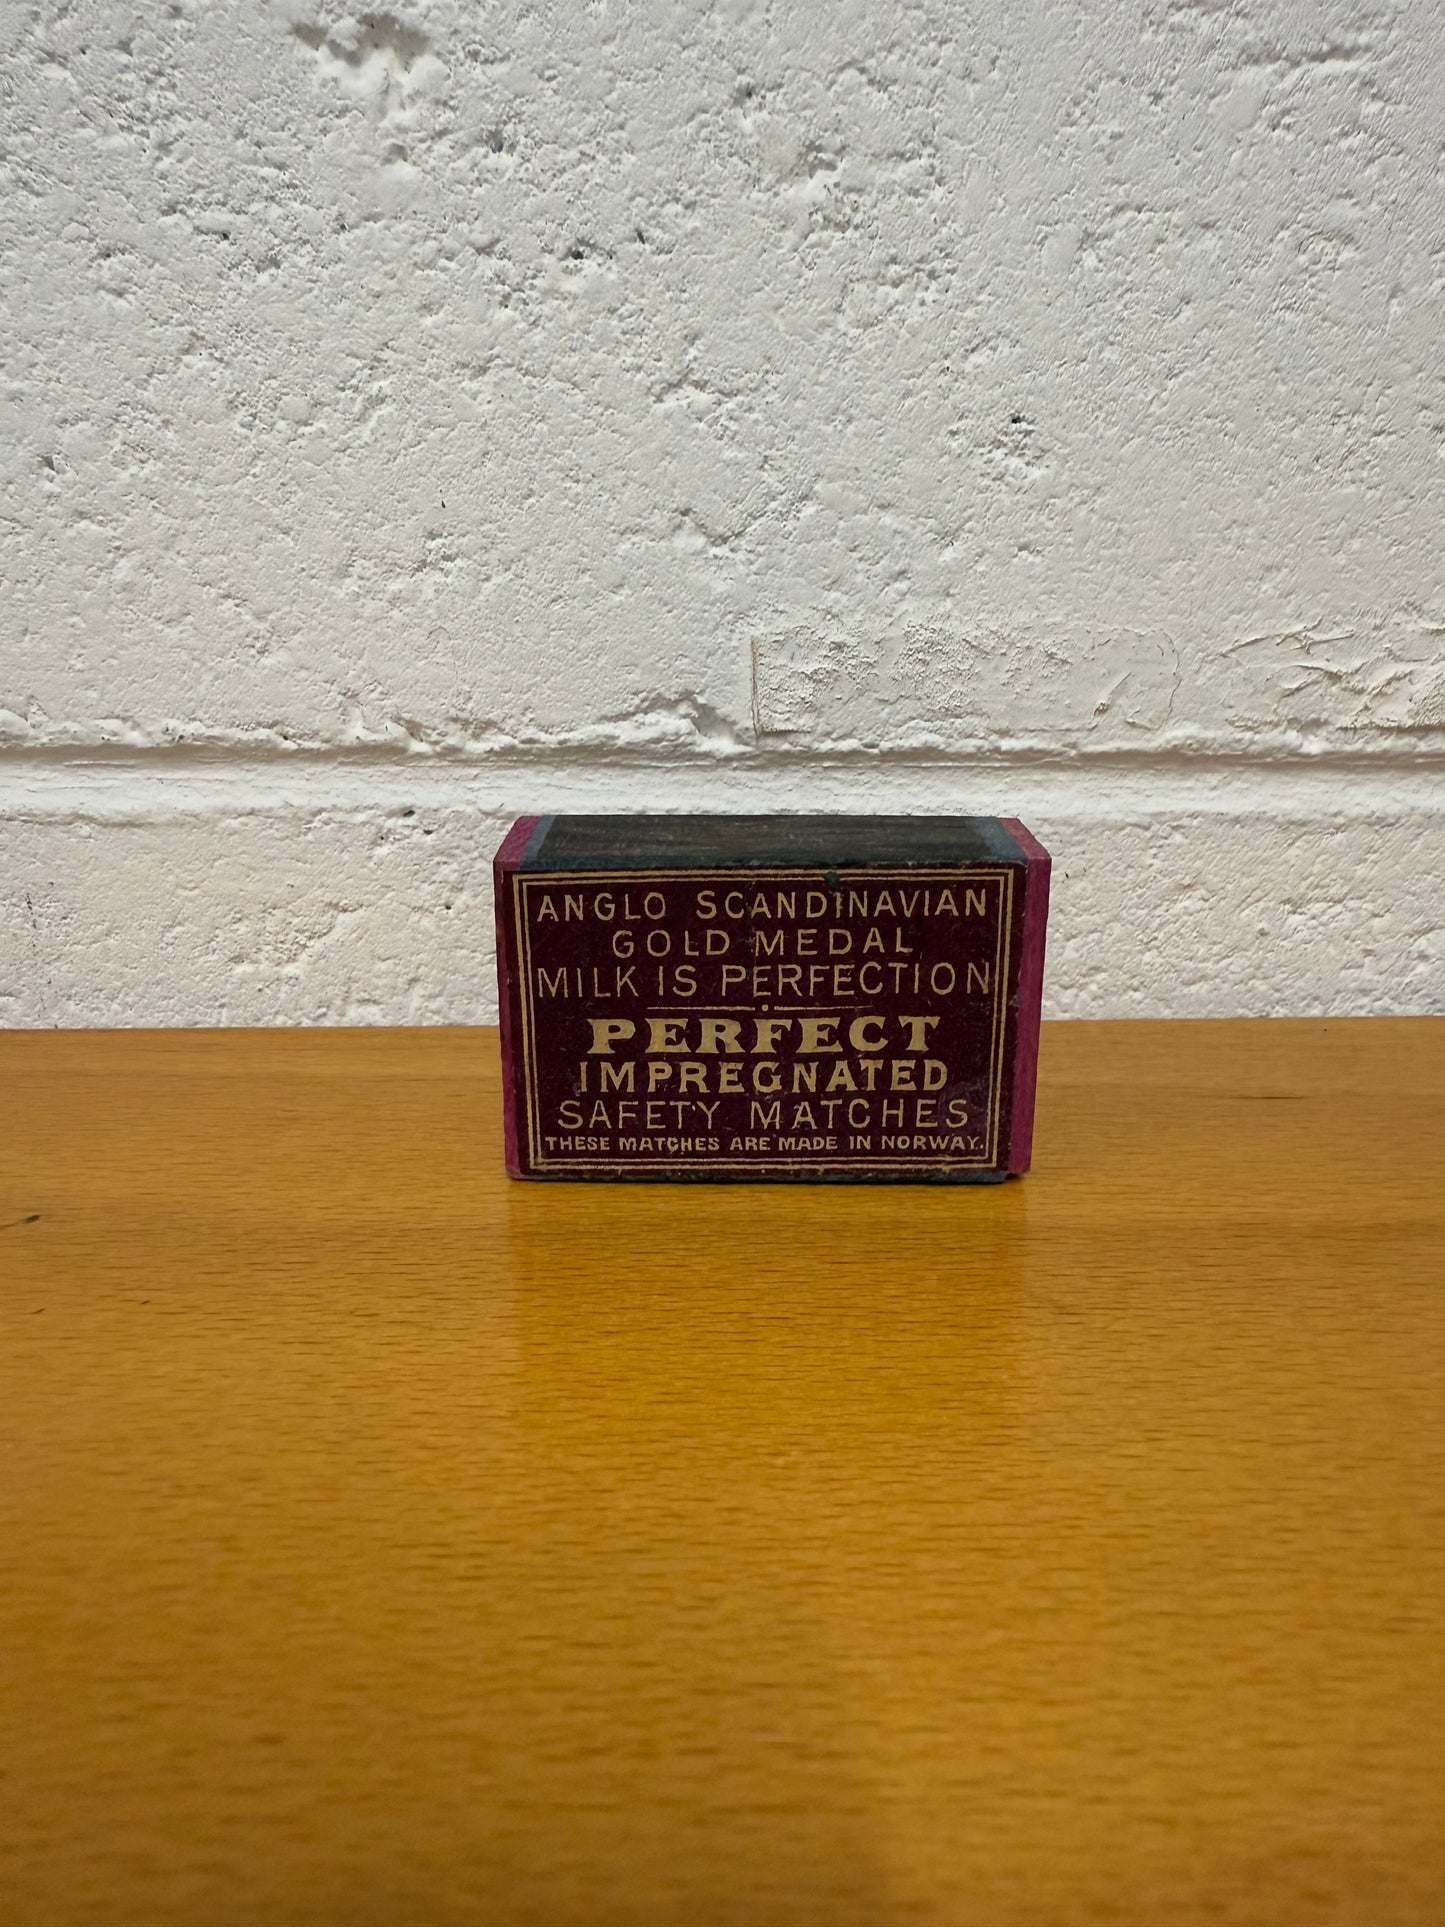 ANGLO SCANDINAVIAN
GOLD MEDAL
MILK IS PERFECTION
PERFECT
IMPREGNATED
SAFETY MATCHES
THESE MATCHES ARE MADE IN NORWAY.